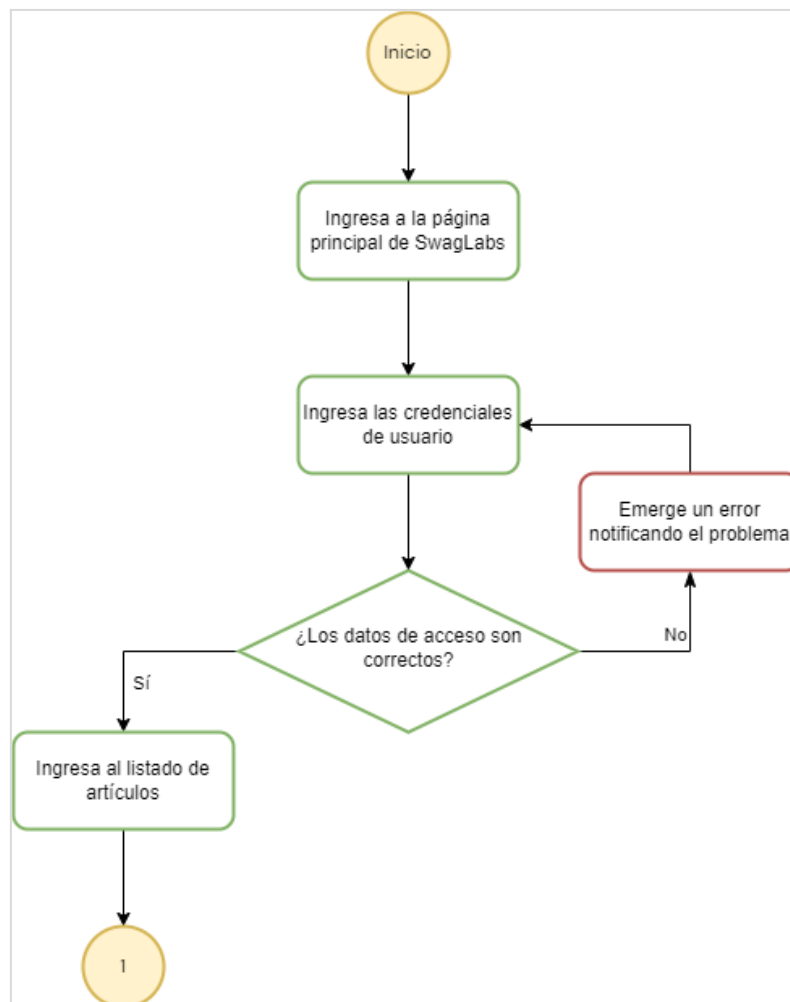 Inicio
Ingresa a la página
principal de SwagLabs
Ingresa las credenciales
de usuario
Emerge un error
notificando el problema
¿Los datos de acceso son
correctos?
No
Sí
Ingresa al listado de
artículos
1